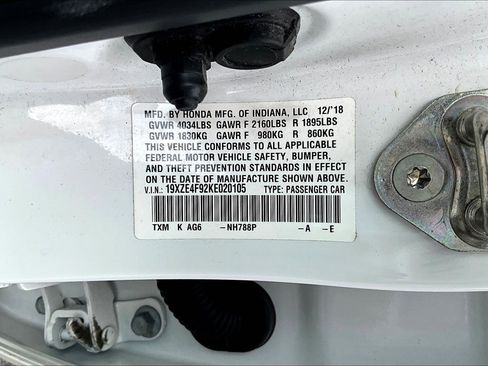 MFD. BY HONDA MFG. OF INDIANA, LLC 12/'18
GVWR 4034LBS GAWR F 2160LBS R 1895LBS
GVWR 1830KG GAWR F 980KG R 860KG
THIS VEHICLE CONFORMS TO ALL APPLICABLE
FEDERAL MOTOR VEHICLE SAFETY, BUMPER,
AND THEFT PREVENTION STANDARDS IN EFFECT
ON THE DATE OF MANUFACTURE SHOWN ABOVE.
V.I.N.: 19XZE4F92KE020105 TYPE: PASSENGER CAR
TXM K AG6 -NH788P -A -E